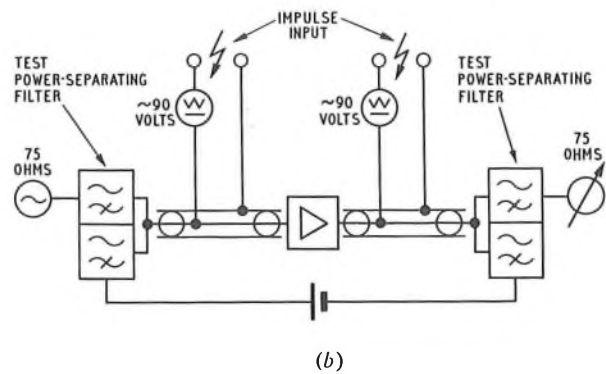 IMPULSE
INPUT
TEST
POWER-SEPARATING
FILTER
~90
VOLTS
~90
VOLTS
TEST
POWER-SEPARATING
FILTER
75
OHMS
75
OHMS
(b)